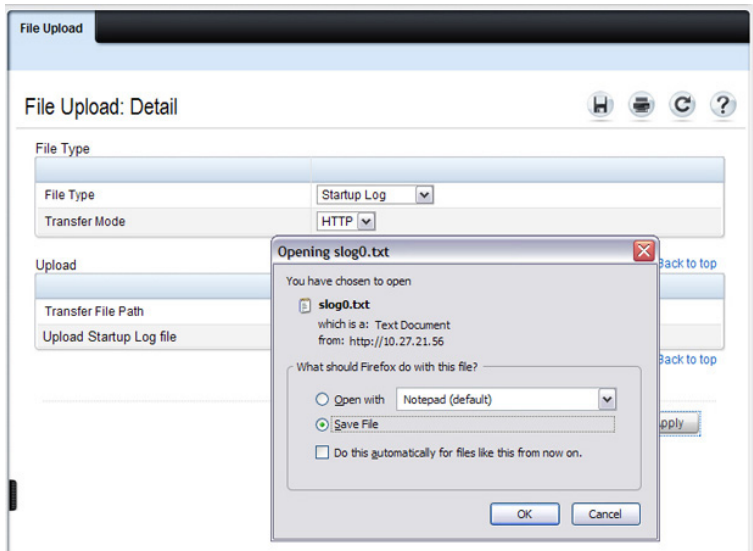 File Upload
File Upload: Detail
File Type
File Type Startup Log
Transfer Mode HTTP
Upload
Back to top
Transfer File Path
Upload Startup Log file
Back to top
Opening slog0.txt
You have chosen to open
slog0.txt
which is a: Text Document
from: http://10.27.21.56
What should Firefox do with this file?
Open with Notepad (default)
Save File
Do this automatically for files like this from now on.
pply
OK Cancel